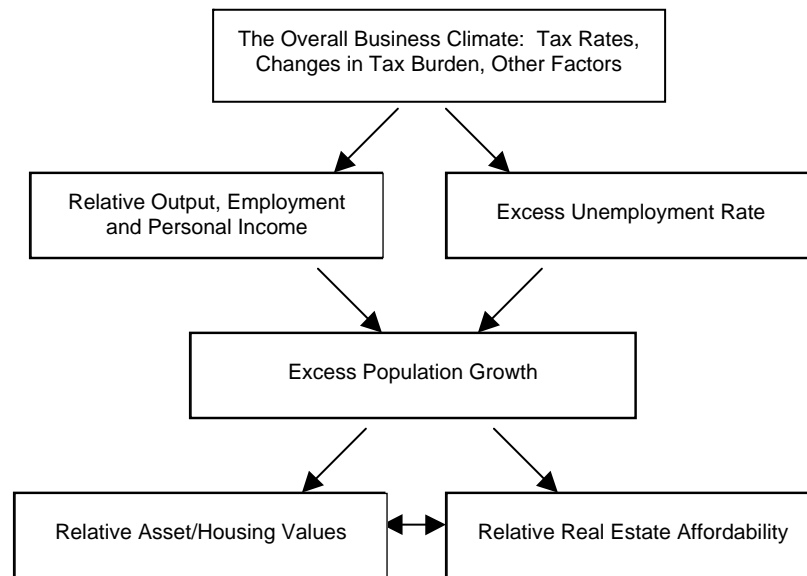 The Overall Business Climate:  Tax Rates,
Changes in Tax Burden, Other Factors
Relative Output, Employment
and Personal Income
Excess Unemployment Rate
Excess Population Growth
Relative Asset/Housing Values
Relative Real Estate Affordability